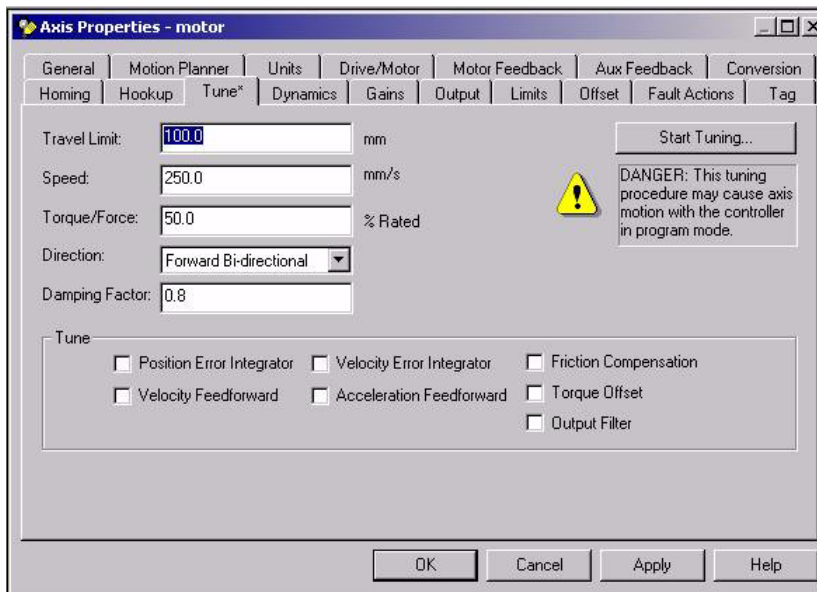 Axis Properties - motor
General Motion Planner Units Drive/Motor Motor Feedback Aux Feedback Conversion
Homing Hookup Tune* Dynamics Gains Output Limits Offset Fault Actions Tag
Travel Limit: 100.0 mm Start Tuning...
Speed: 250.0 mm/s
DANGER: This tuning
procedure may cause axis
motion with the controller
in program mode.
Torque/Force: 50.0 % Rated
Direction: Forward Bi-directional
Damping Factor: 0.8
Tune
Position Error Integrator Velocity Error Integrator Friction Compensation
Velocity Feedforward Acceleration Feedforward Torque Offset
Output Filter
OK Cancel Apply Help